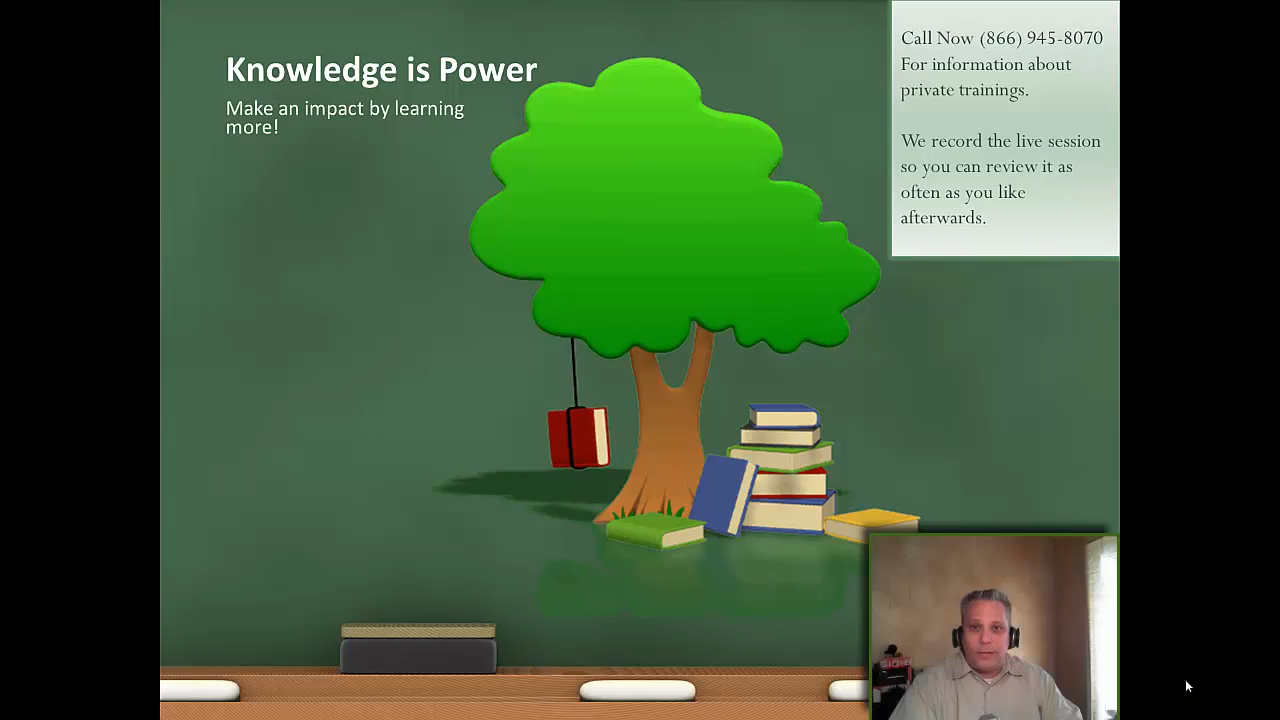 Knowledge is Power
Make an impact by learning
more!
Call Now (866) 945-8070
For information about
private trainings.
We record the live session
so you can review it as
often as you like
afterwards.